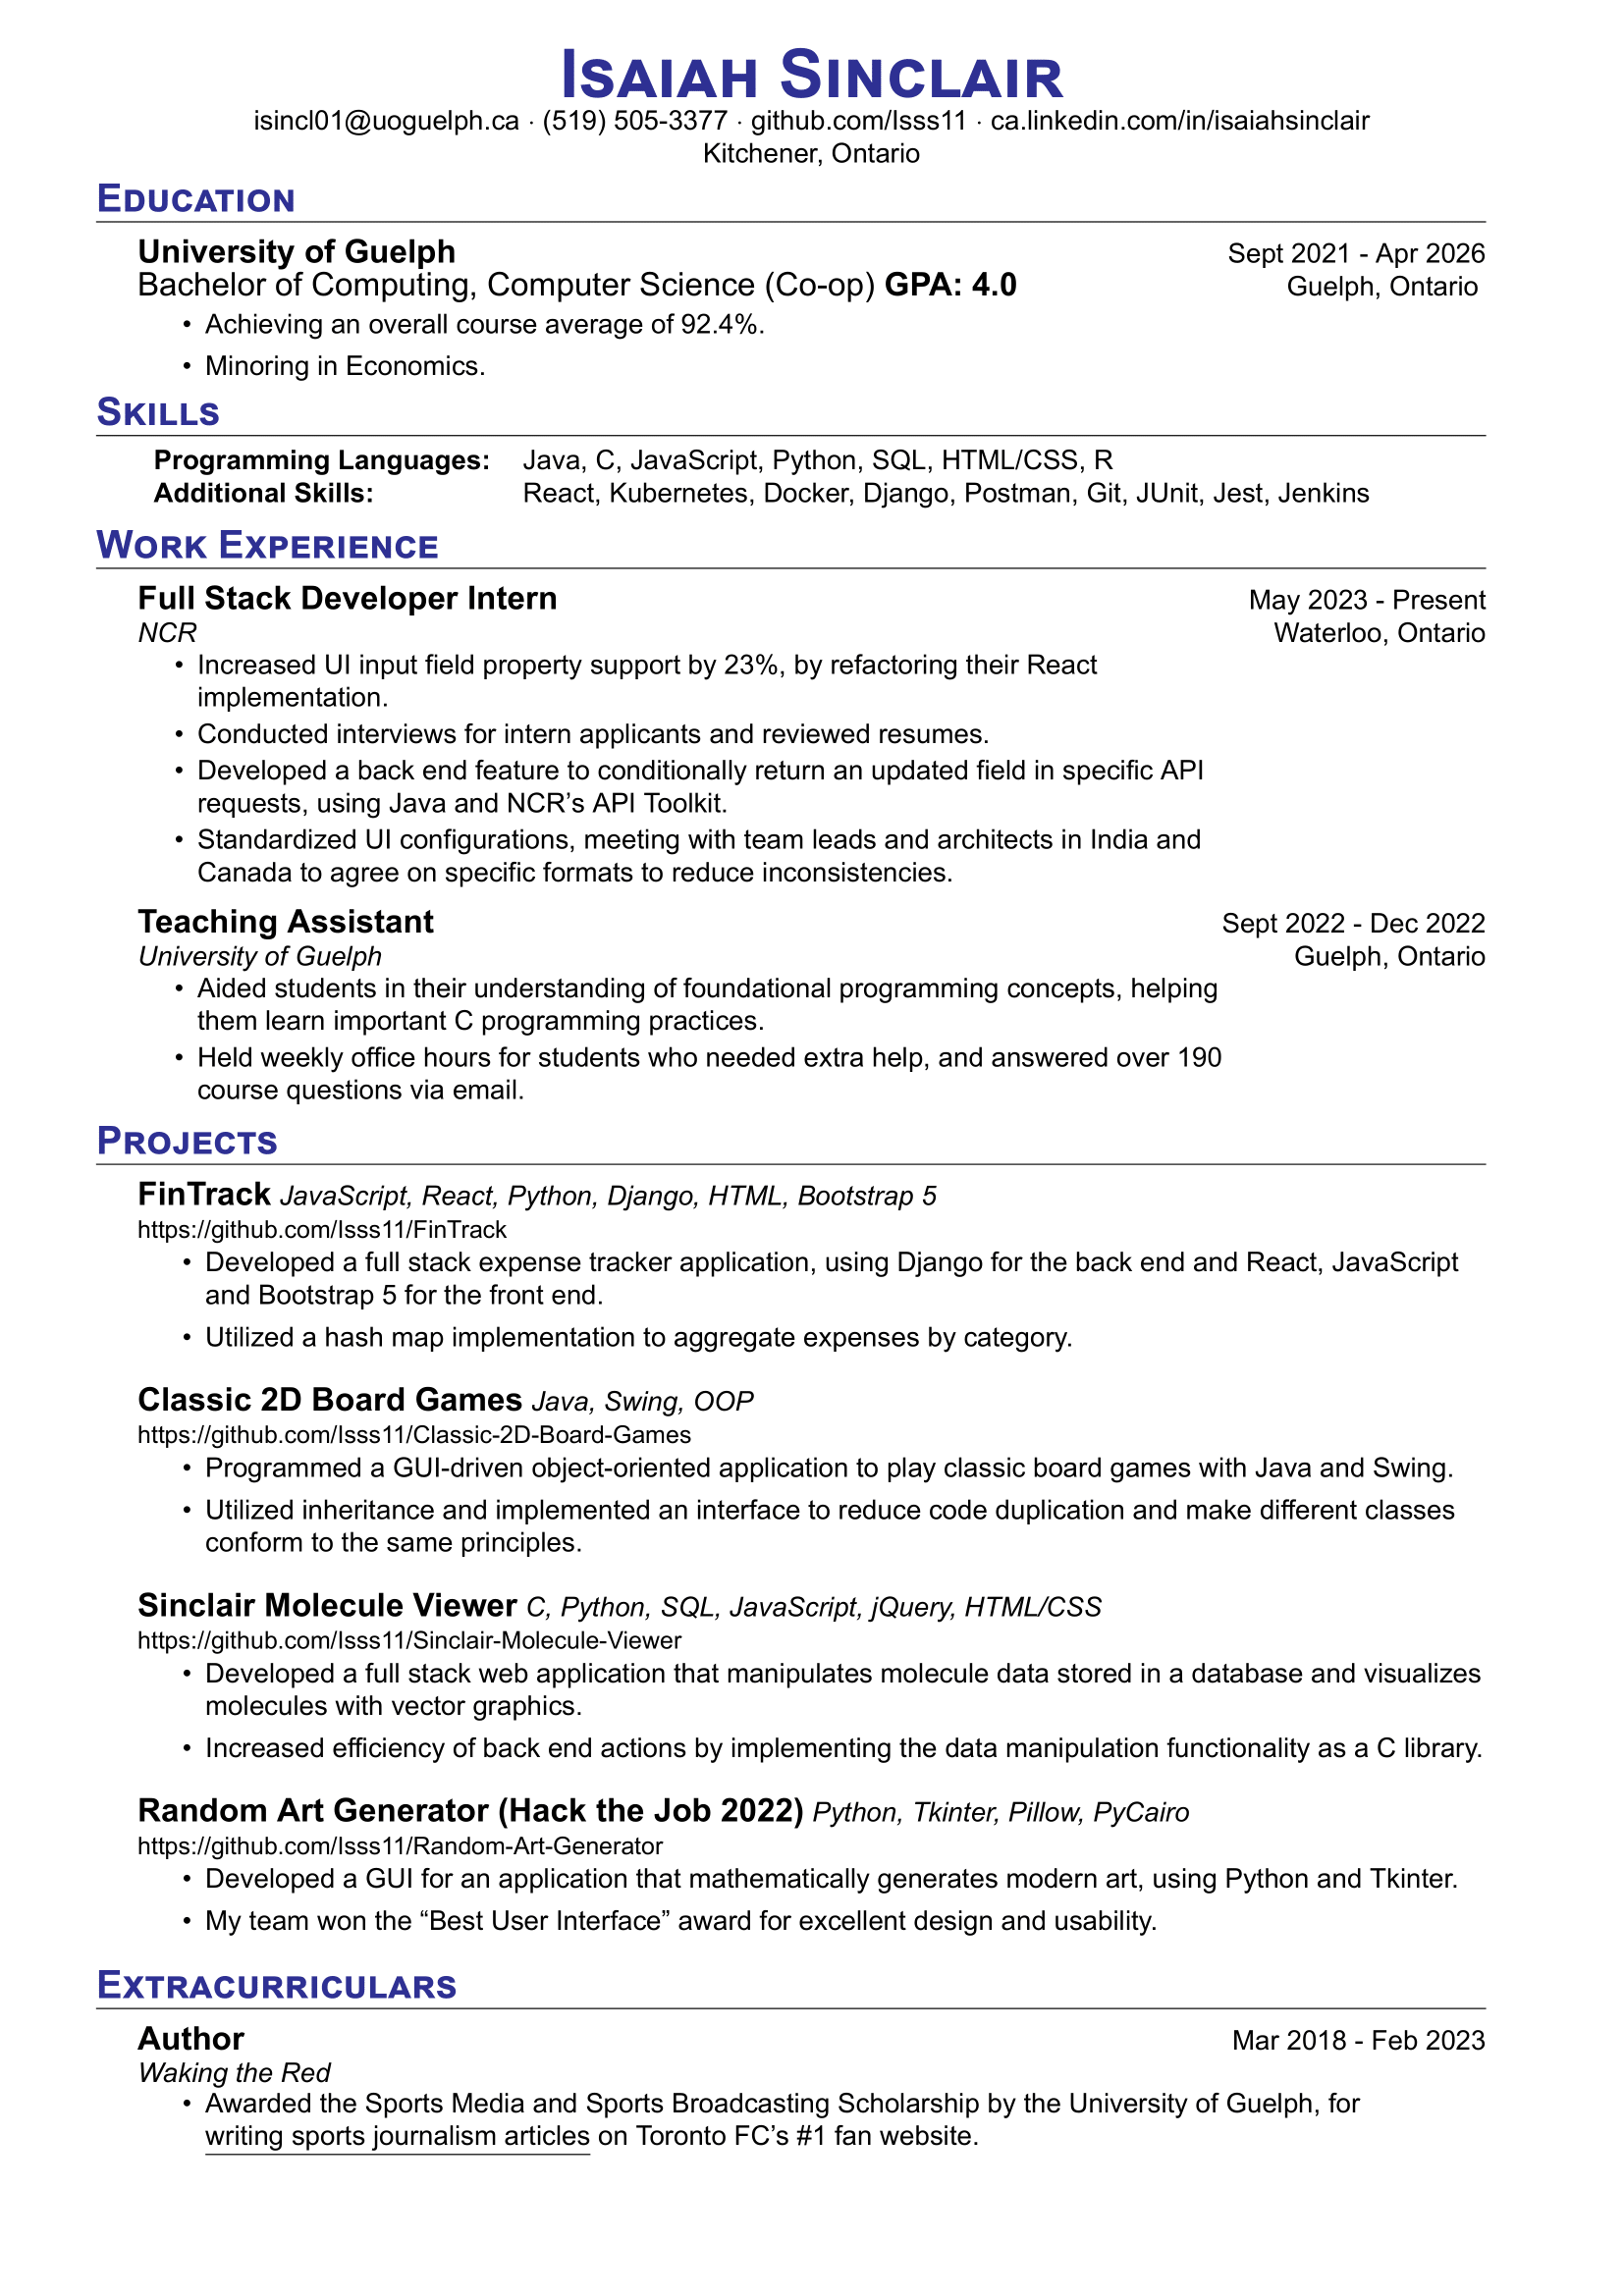 Isaiah Sinclair
isincl01@uoguelph.ca · (519) 505-3377 · github.com/Isss11 · ca.linkedin.com/in/isaiahsinclair
Kitchener, Ontario
Education
University of Guelph Sept 2021 - Apr 2026
Bachelor of Computing, Computer Science (Co-op) GPA: 4.0 Guelph, Ontario
• Achieving an overall course average of 92.4%.
• Minoring in Economics.
Skills
Programming Languages: Java, C, JavaScript, Python, SQL, HTML/CSS, R
Additional Skills: React, Kubernetes, Docker, Django, Postman, Git, JUnit, Jest, Jenkins
Work Experience
Full Stack Developer Intern May 2023 - Present
NCR Waterloo, Ontario
• Increased UI input field property support by 23%, by refactoring their React
implementation.
• Conducted interviews for intern applicants and reviewed resumes.
• Developed a back end feature to conditionally return an updated field in specific API
requests, using Java and NCR’s API Toolkit.
• Standardized UI configurations, meeting with team leads and architects in India and
Canada to agree on specific formats to reduce inconsistencies.
Teaching Assistant Sept 2022 - Dec 2022
University of Guelph Guelph, Ontario
• Aided students in their understanding of foundational programming concepts, helping
them learn important C programming practices.
• Held weekly office hours for students who needed extra help, and answered over 190
course questions via email.
Projects
FinTrack JavaScript, React, Python, Django, HTML, Bootstrap 5
https://github.com/Isss11/FinTrack
• Developed a full stack expense tracker application, using Django for the back end and React, JavaScript
and Bootstrap 5 for the front end.
• Utilized a hash map implementation to aggregate expenses by category.
Classic 2D Board Games Java, Swing, OOP
https://github.com/Isss11/Classic-2D-Board-Games
• Programmed a GUI-driven object-oriented application to play classic board games with Java and Swing.
• Utilized inheritance and implemented an interface to reduce code duplication and make different classes
conform to the same principles.
Sinclair Molecule Viewer C, Python, SQL, JavaScript, jQuery, HTML/CSS
https://github.com/Isss11/Sinclair-Molecule-Viewer
• Developed a full stack web application that manipulates molecule data stored in a database and visualizes
molecules with vector graphics.
• Increased efficiency of back end actions by implementing the data manipulation functionality as a C library.
Random Art Generator (Hack the Job 2022) Python, Tkinter, Pillow, PyCairo
https://github.com/Isss11/Random-Art-Generator
• Developed a GUI for an application that mathematically generates modern art, using Python and Tkinter.
• My team won the “Best User Interface” award for excellent design and usability.
Extracurriculars
Author Mar 2018 - Feb 2023
Waking the Red
• Awarded the Sports Media and Sports Broadcasting Scholarship by the University of Guelph, for
writing sports journalism articles on Toronto FC’s #1 fan website.